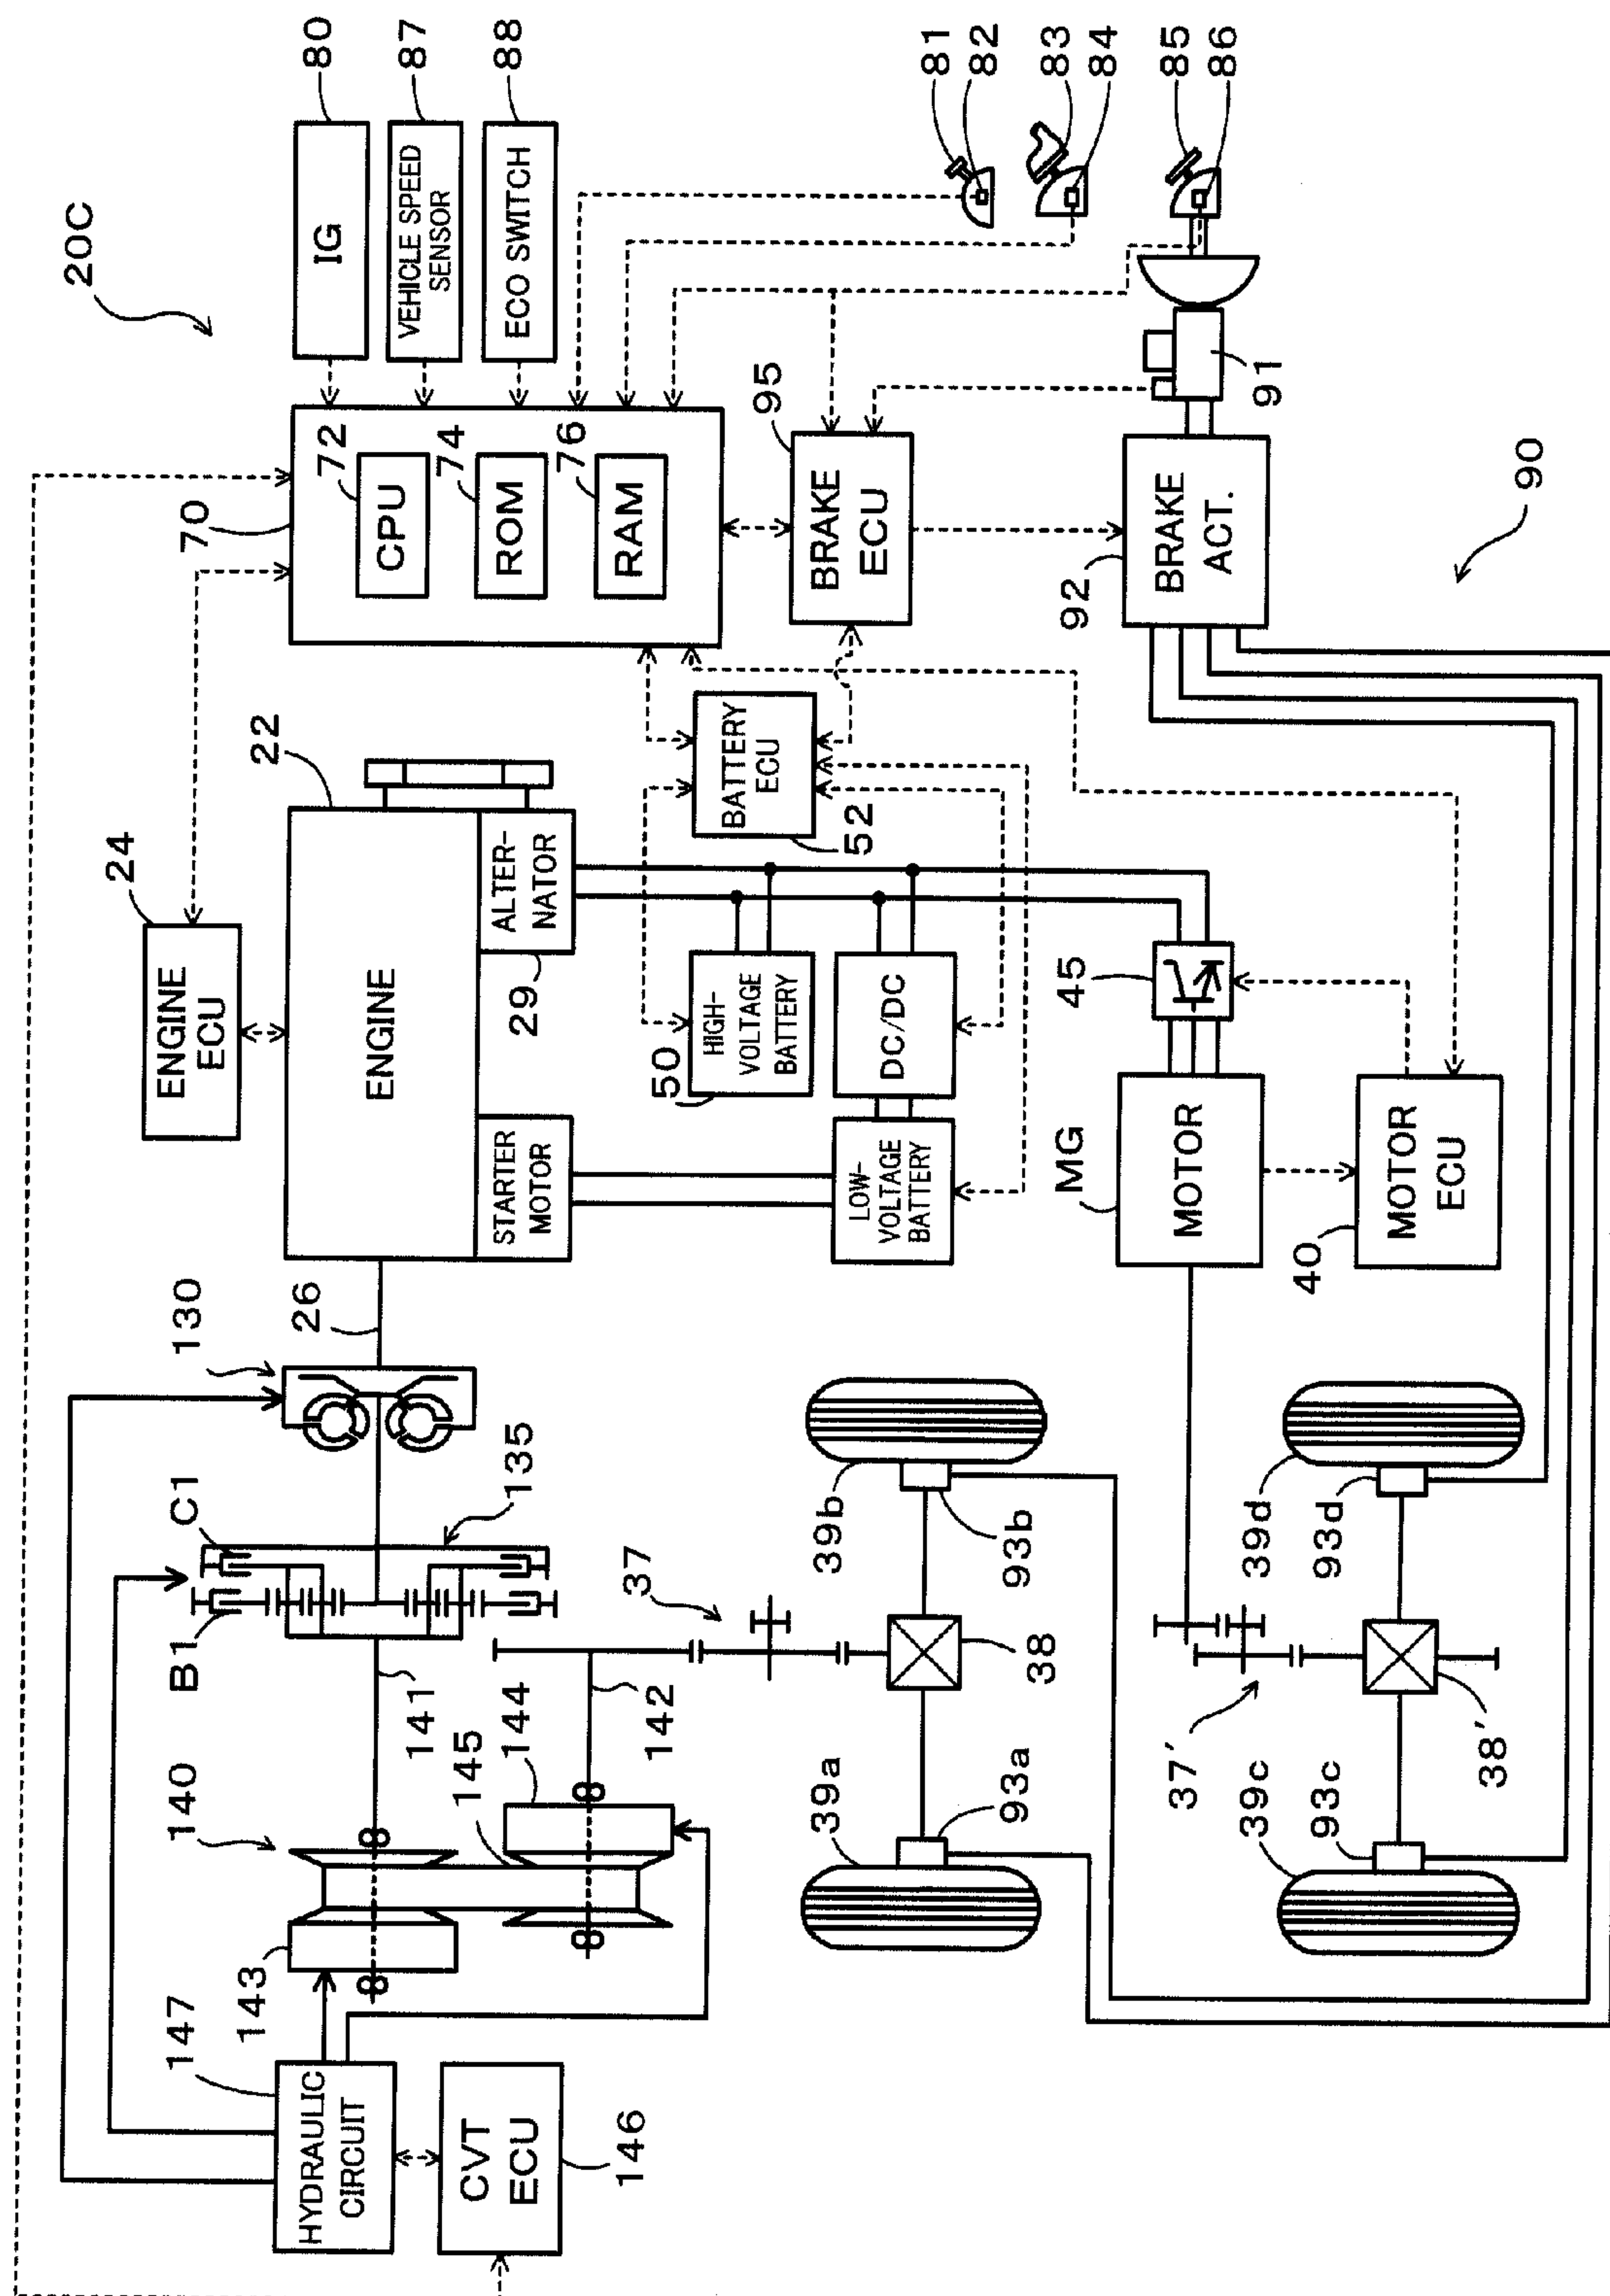 20C
80
87
88
IG
VEHICLE SPEED
SENSOR
ECO SWITCH
81
82
83
84
85
86
70
72
CPU
74
ROM
76
RAM
95
BRAKE
ECU
91
92
BRAKE
ACT.
90
24
ENGINE
ECU
22
ENGINE
ALTER-
NATOR
29
STARTER
MOTOR
BATTERY
ECU
52
50
HIGH-
VOLTAGE
BATTERY
DC/DC
LOW-
VOLTAGE
BATTERY
45
MG
MOTOR
40
MOTOR
ECU
130
26
C1
135
B1
141
140
145
144
142
143
147
HYDRAULIC
CIRCUIT
CVT
ECU
146
37
39b
93b
38
39a
93a
39d
93d
37'
38'
39c
93c